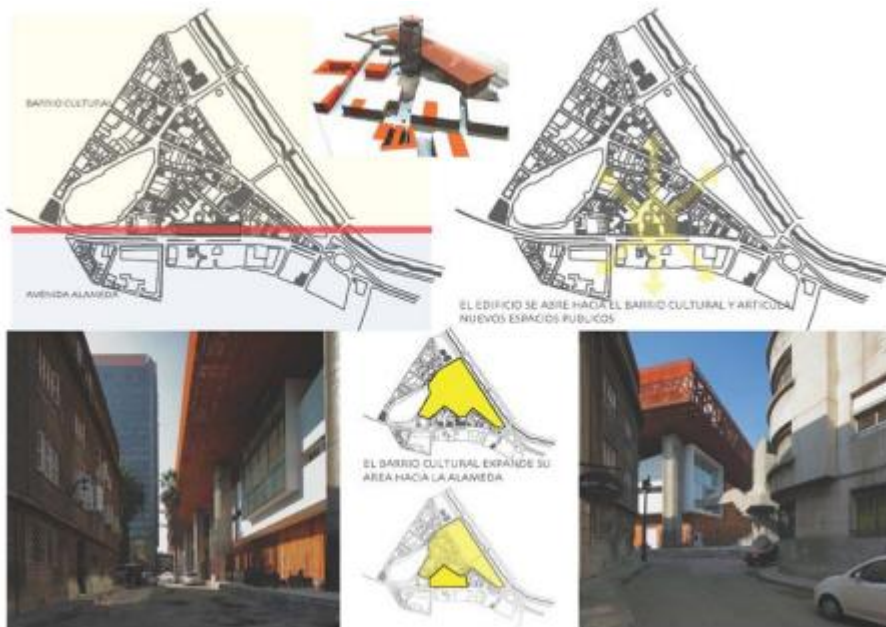 BARRIO CULTURAL
AVENIDA ALAMEDA
EL EDIFICIO SE ABRE HACIA EL BARRIO CULTURAL Y ARTICULA
NUEVOS ESPACIOS PUBLICOS
EL BARRIO CULTURAL EXPANDE SU
AREA HACIA LA ALAMEDA